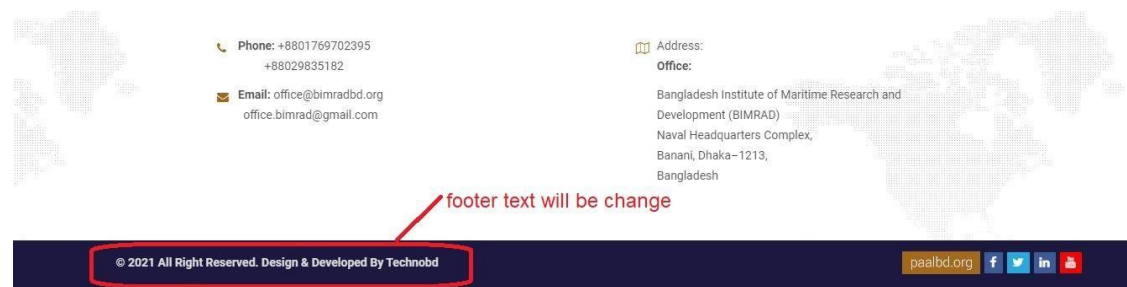 Phone: +8801769702395
+88029835182
Email: office@bimradbd.org
office.bimrad@gmail.com
Address:
Office:
Bangladesh Institute of Maritime Research and
Development (BIMRAD)
Naval Headquarters Complex,
Banani, Dhaka–1213,
Bangladesh
footer text will be change
© 2021 All Right Reserved. Design & Developed By Technobd
paalbd.org